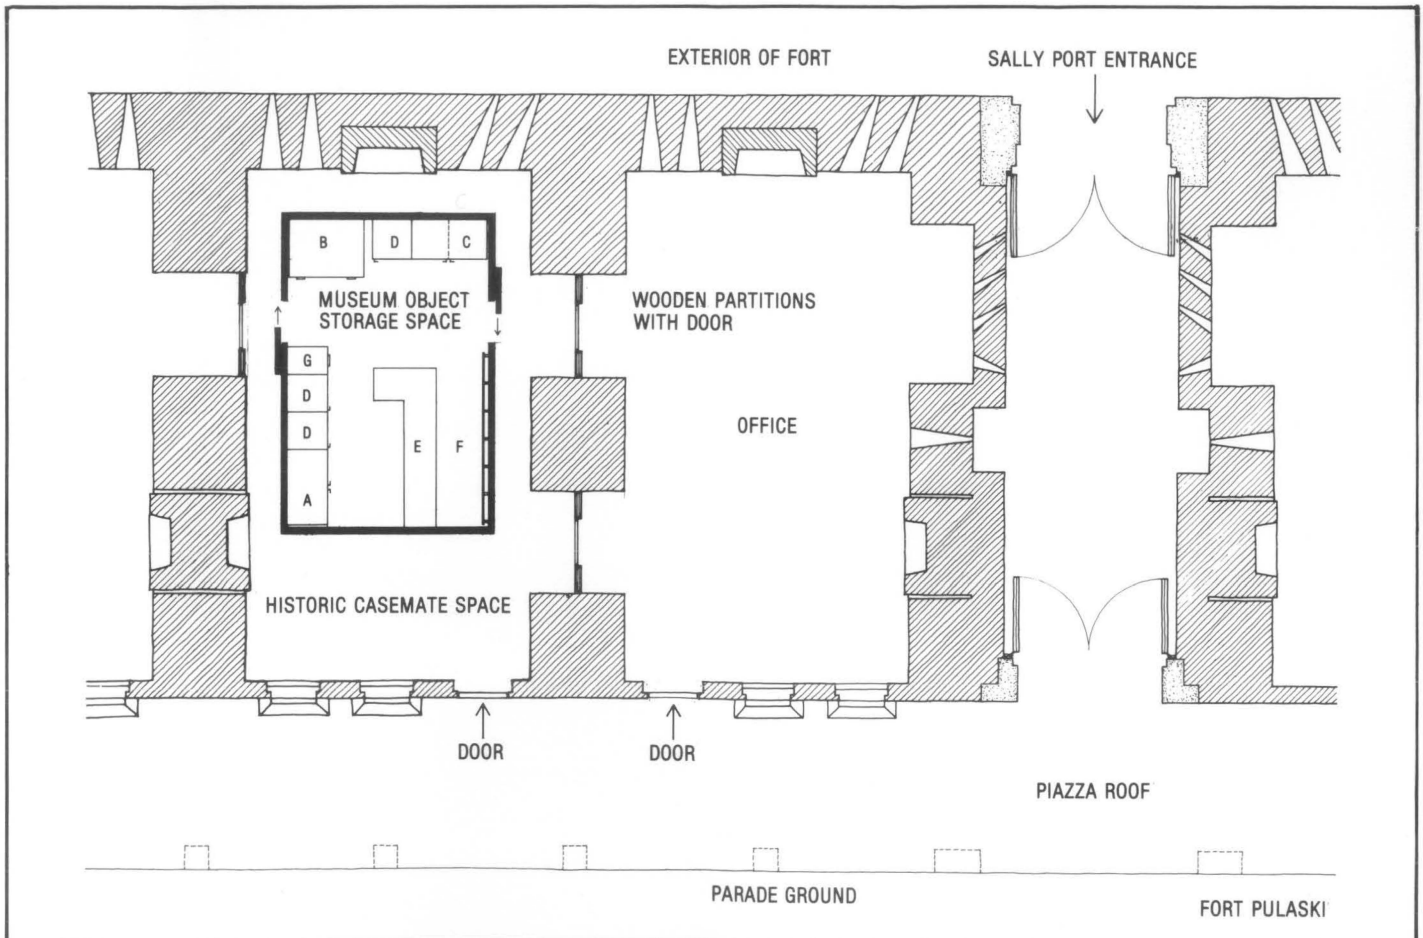 EXTERIOR OF FORT
SALLY PORT ENTRANCE
B
D
C
MUSEUM OBJECT
STORAGE SPACE
WOODEN PARTITIONS
WITH DOOR
G
D
D
A
E
F
OFFICE
HISTORIC CASEMATE SPACE
DOOR
DOOR
PIAZZA ROOF
PARADE GROUND
FORT PULASKI